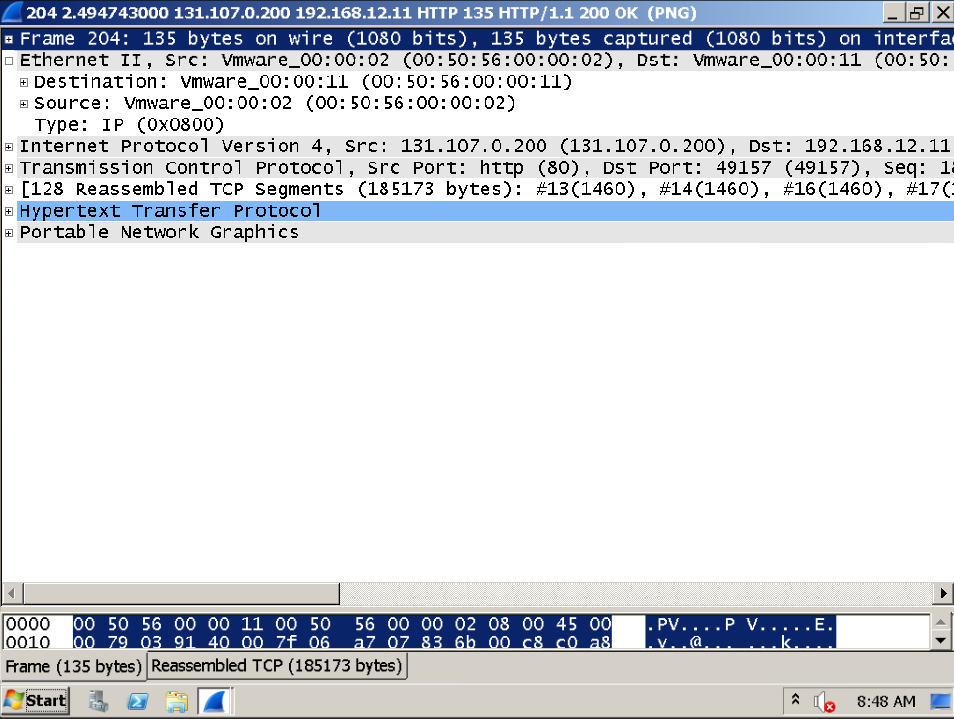 204 2.494743000 131.107.0.200 192.168.12.11 HTTP 135 HTTP/1.1 200 OK  (PNG)
Frame 204: 135 bytes on wire (1080 bits), 135 bytes captured (1080 bits) on interfa
Ethernet II, Src: Vmware_00:00:02 (00:50:56:00:00:02), Dst: Vmware_00:00:11 (00:50:
Destination: Vmware_00:00:11 (00:50:56:00:00:11)
Source: Vmware_00:00:02 (00:50:56:00:00:02)
Type: IP (0x0800)
Internet Protocol Version 4, Src: 131.107.0.200 (131.107.0.200), Dst: 192.168.12.11
Transmission Control Protocol, Src Port: http (80), Dst Port: 49157 (49157), Seq: 18
[128 Reassembled TCP Segments (185173 bytes): #13(1460), #14(1460), #16(1460), #17(1
Hypertext Transfer Protocol
Portable Network Graphics
0000 00 50 56 00 00 11 00 50 56 00 00 02 08 00 45 00 .PV....P V.....E.
0010 00 79 03 91 40 00 7f 06 a7 07 83 6b 00 c8 c0 a8 .y..@... ...k....
Frame (135 bytes) Reassembled TCP (185173 bytes)
Start 8:48 AM